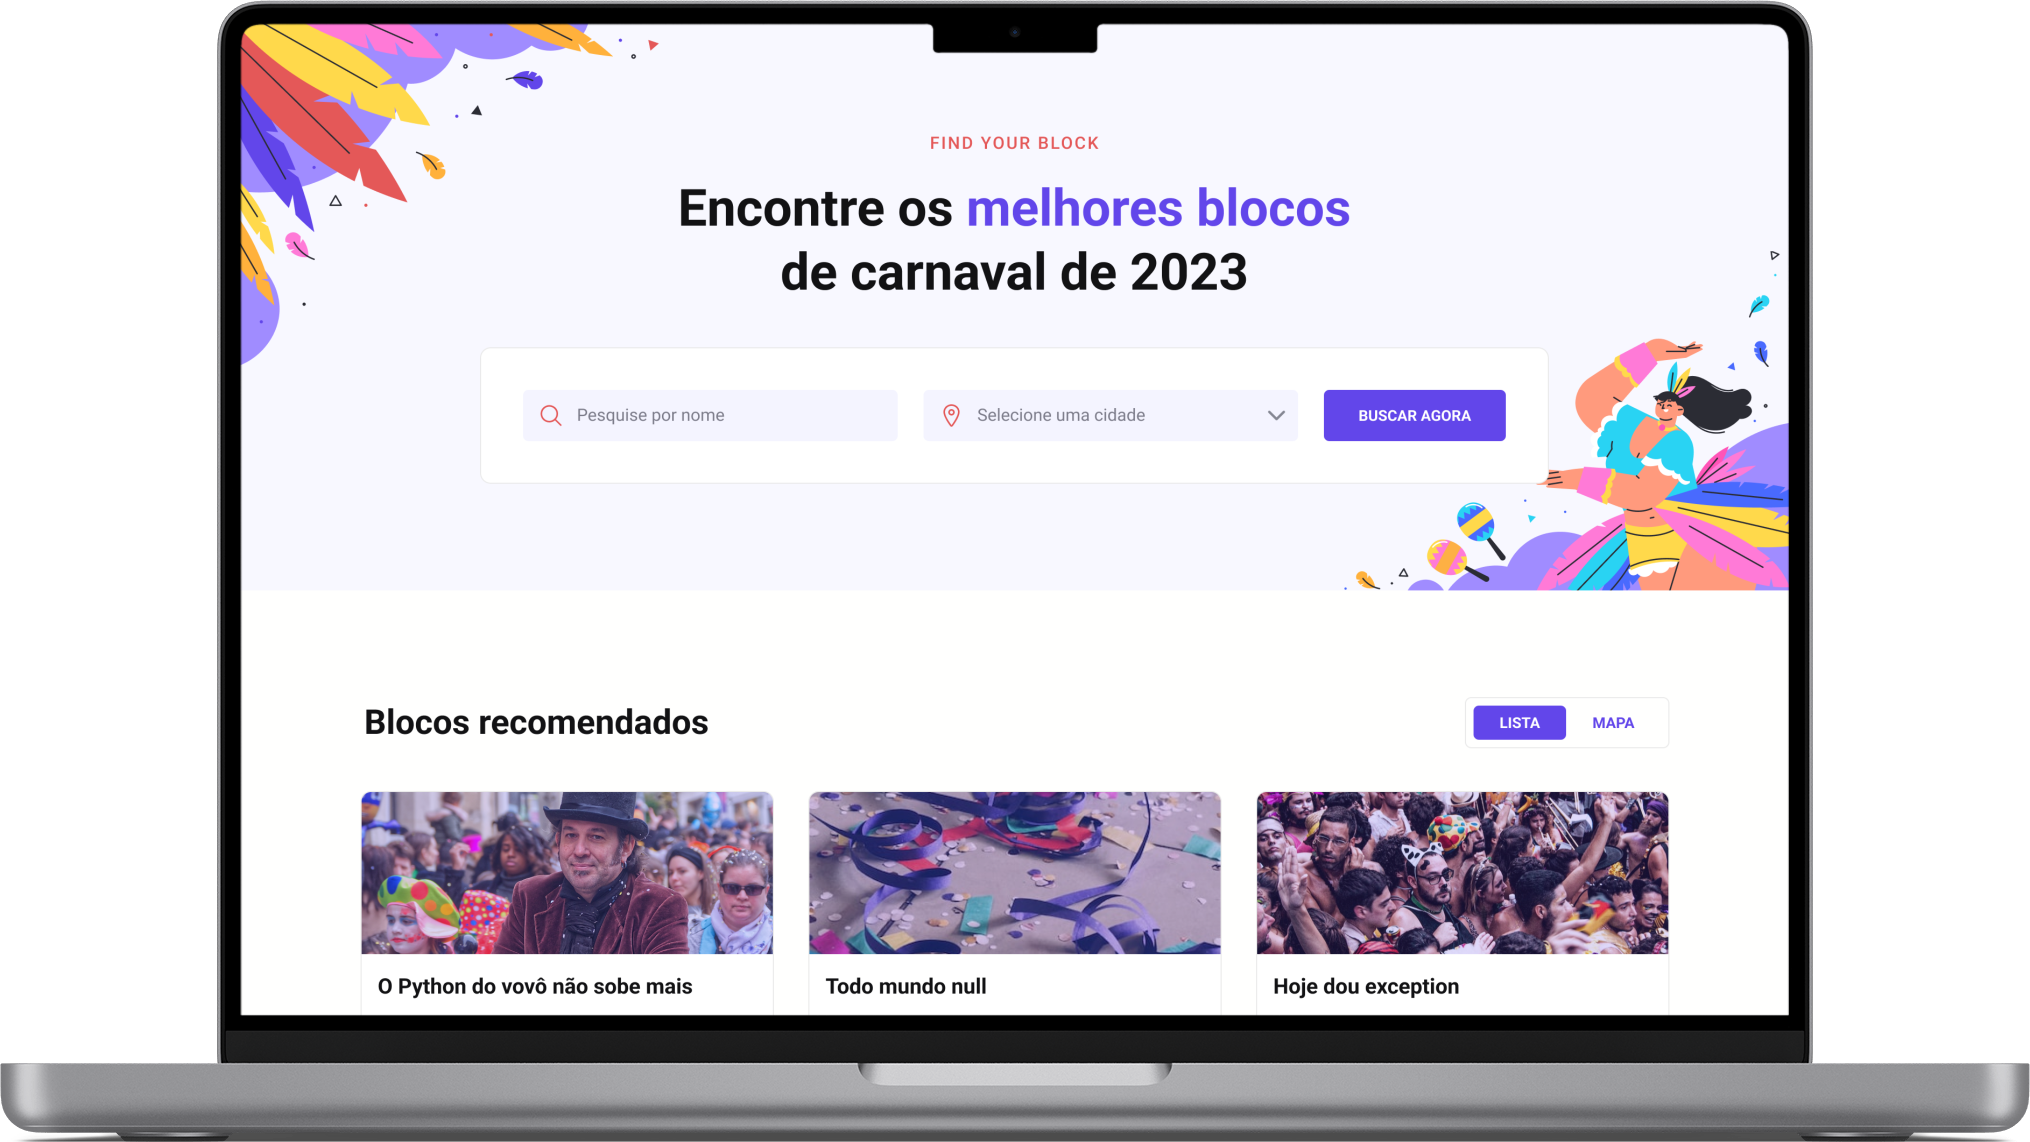 FIND YOUR BLOCK
Encontre os melhores blocos
de carnaval de 2023
Pesquise por nome
Selecione uma cidade
BUSCAR AGORA
Blocos recomendados
LISTA
MAPA
O Python do vovô não sobe mais
Todo mundo null
Hoje dou exception